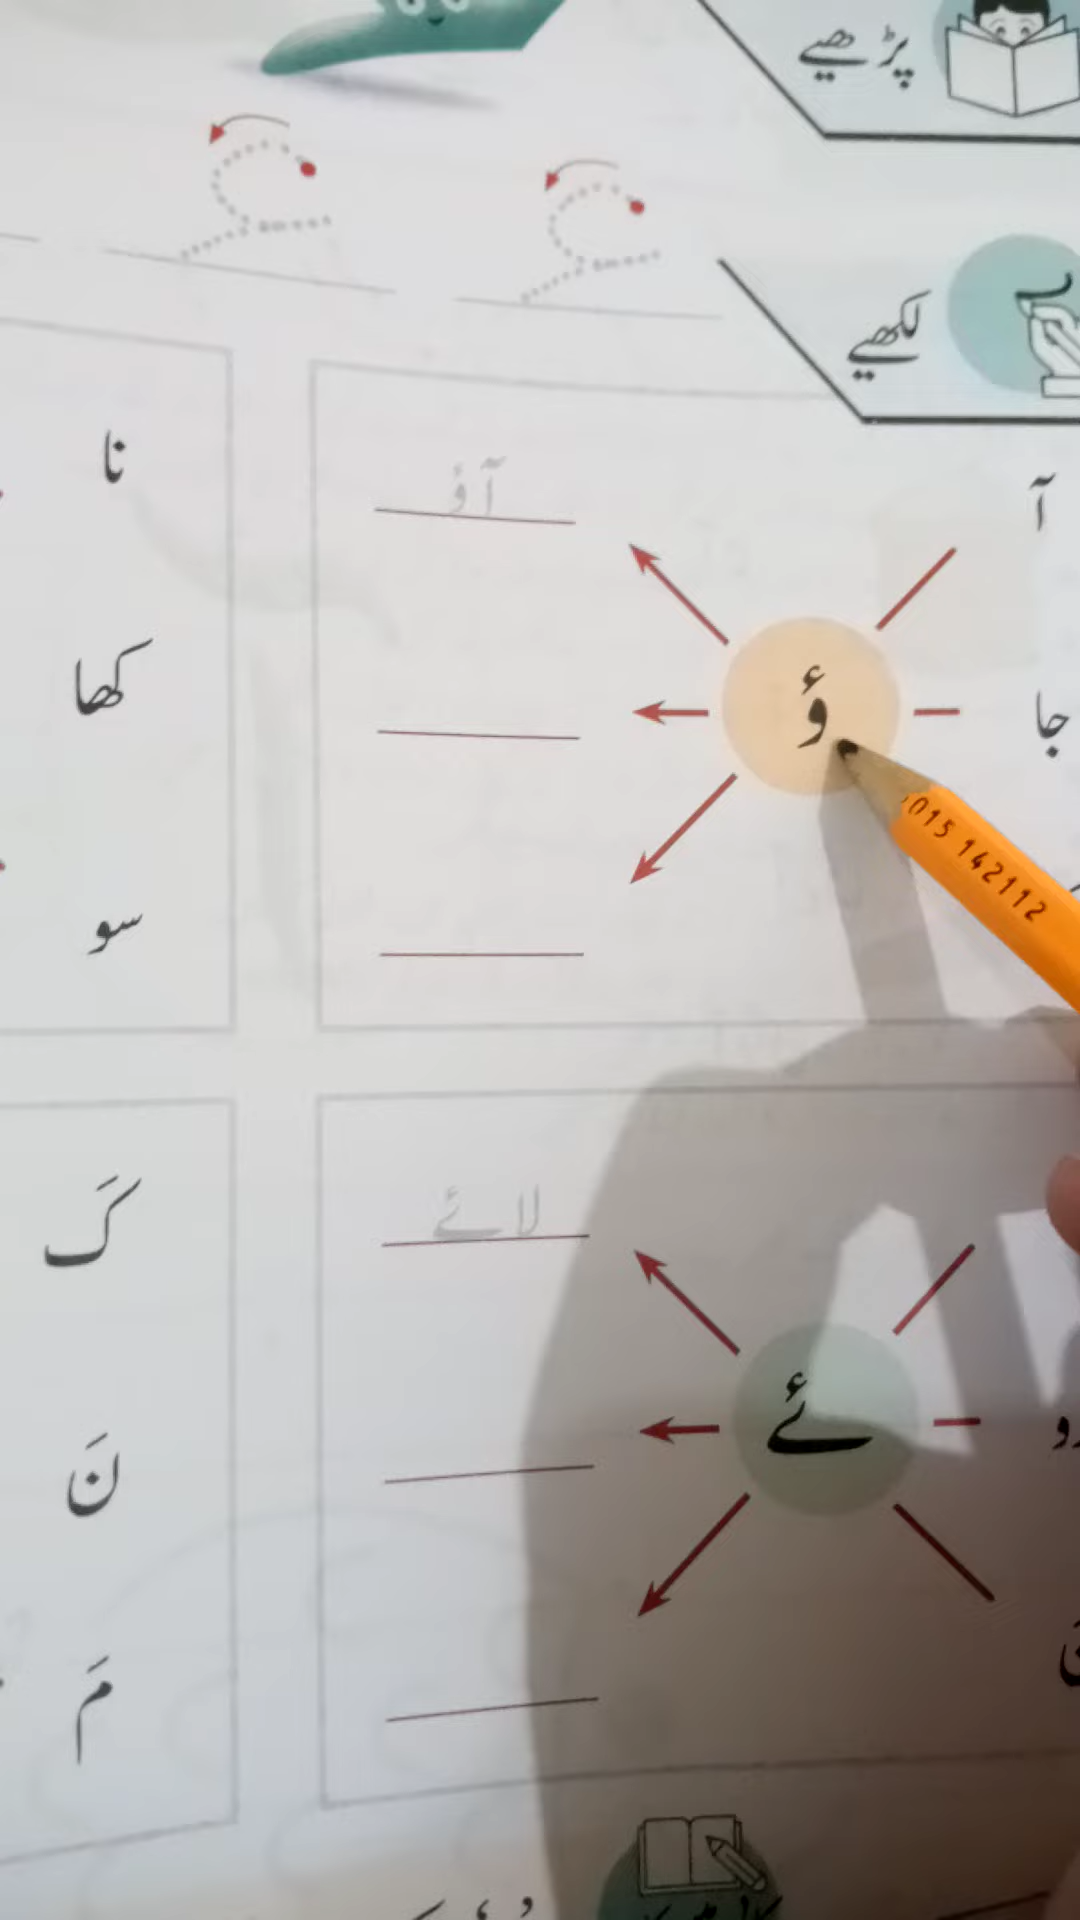 پڑھیے
لکھیے
آ
آؤ
نا
ؤ
جا
کھا
015 142112
سو
لائے
کَ
ئے
نَ
مَ